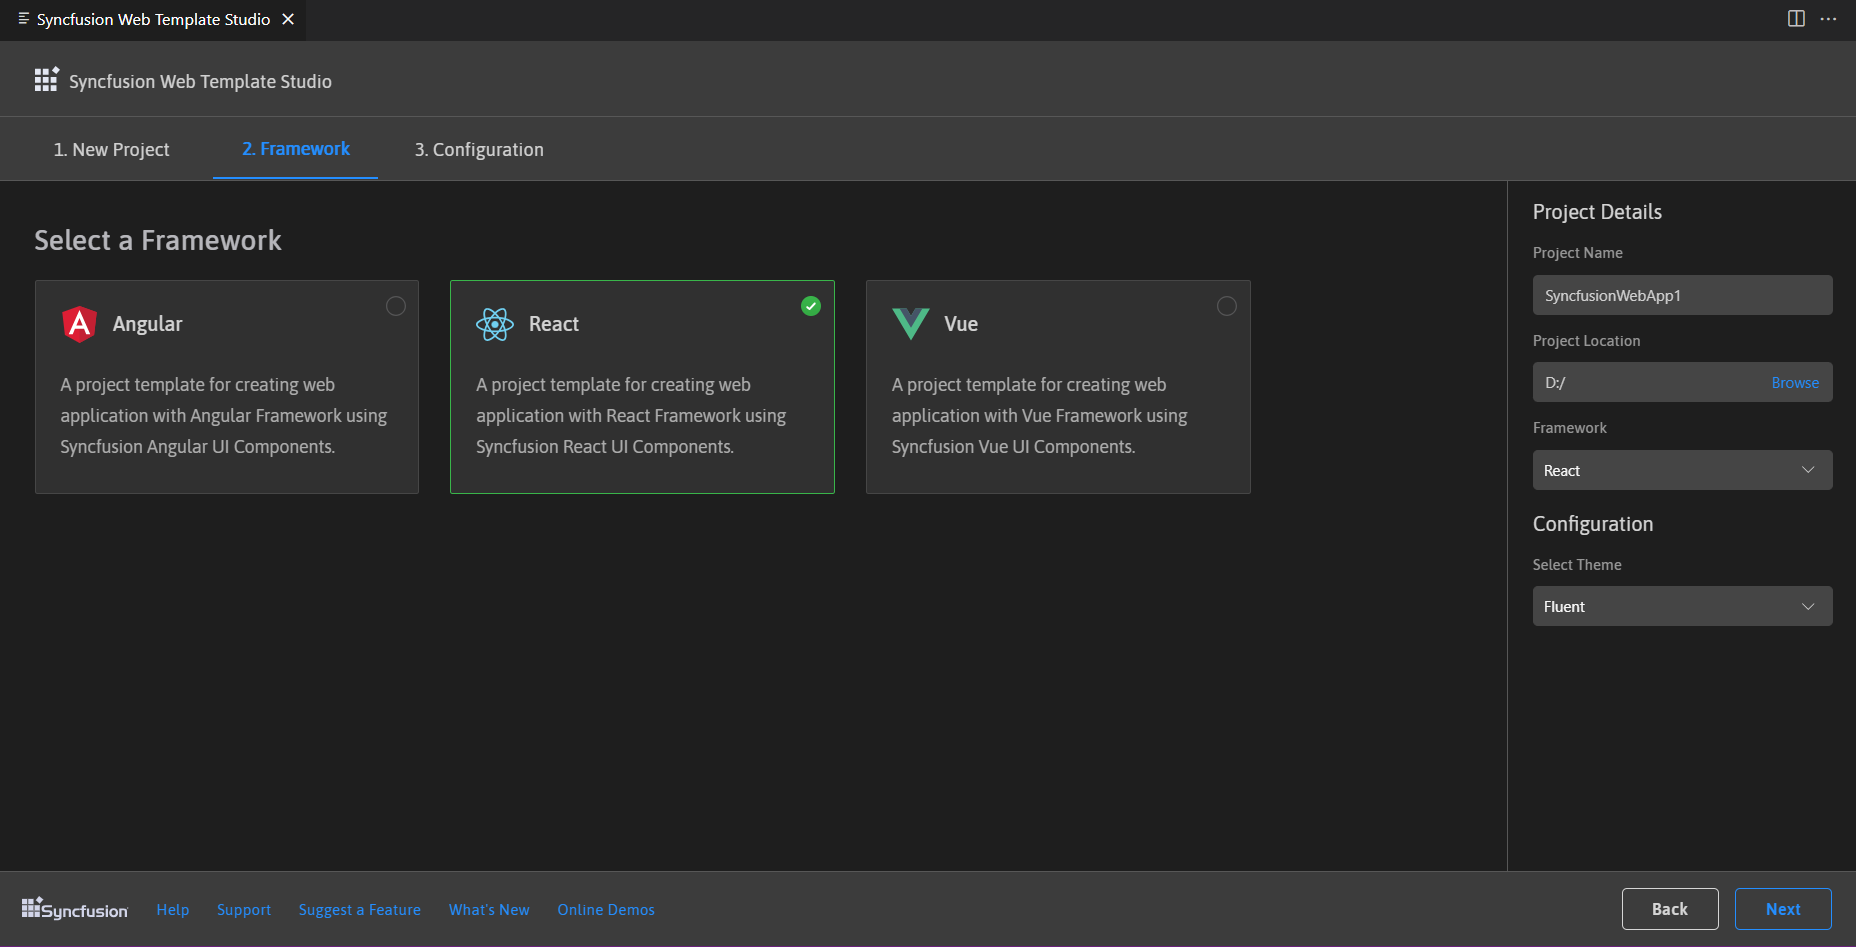 Syncfusion Web Template Studio
Syncfusion Web Template Studio
1. New Project
2. Framework
3. Configuration
Select a Framework
Angular
A project template for creating web
application with Angular Framework using
Syncfusion Angular UI Components.
React
A project template for creating web
application with React Framework using
Syncfusion React UI Components.
Vue
A project template for creating web
application with Vue Framework using
Syncfusion Vue UI Components.
Project Details
Project Name
SyncfusionWebApp1
Project Location
D:/
Browse
Framework
React
Configuration
Select Theme
Fluent
Syncfusion
Help
Support
Suggest a Feature
What's New
Online Demos
Back
Next